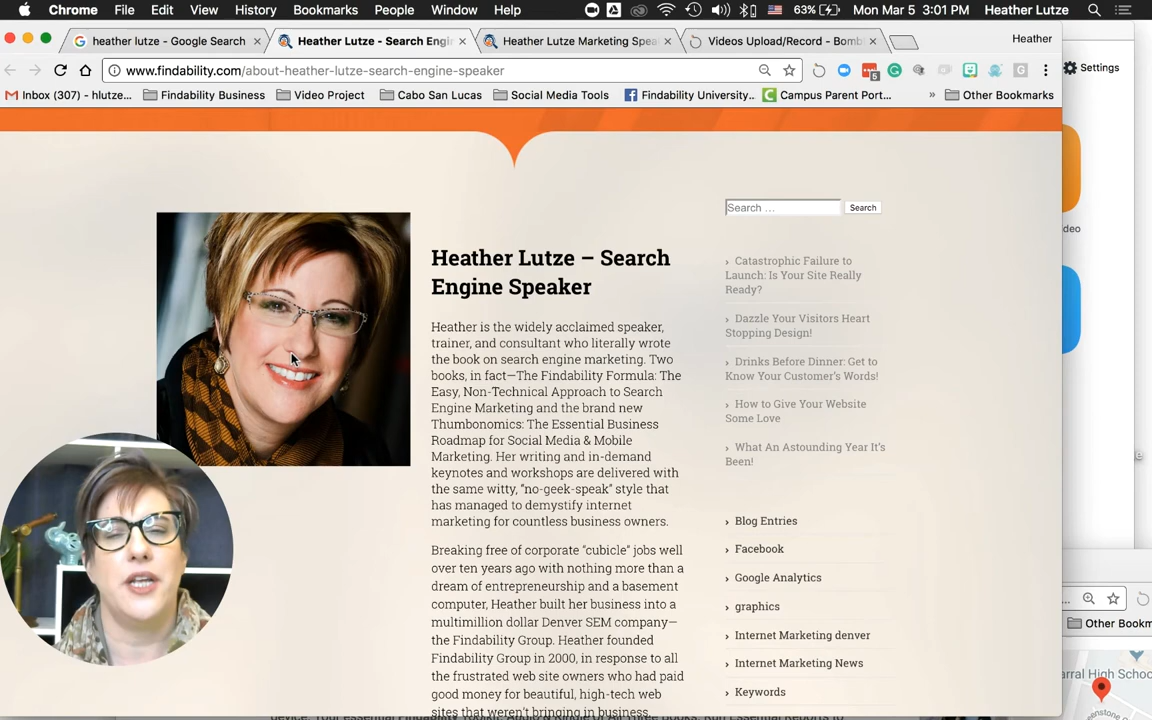 Chrome File Edit View History Bookmarks People Window Help 63% Mon Mar 5 3:01 PM Heather Lutze
heather lutze - Google Search
Heather Lutze - Search Engi
Heather Lutze Marketing Spea
Videos Upload/Record - Bomb
Heather
www.findability.com/about-heather-lutze-search-engine-speaker
5
Settings
Inbox (307) - hlutze...
Findability Business
Video Project
Cabo San Lucas
Social Media Tools
Findability University...
Campus Parent Port...
»
Other Bookmarks
Search ...
Search
deo
Heather Lutze – Search
Engine Speaker
Heather is the widely acclaimed speaker,
trainer, and consultant who literally wrote
the book on search engine marketing. Two
books, in fact—The Findability Formula: The
Easy, Non-Technical Approach to Search
Engine Marketing and the brand new
Thumbonomics: The Essential Business
Roadmap for Social Media & Mobile
Marketing. Her writing and in-demand
keynotes and workshops are delivered with
the same witty, “no-geek-speak” style that
has managed to demystify internet
marketing for countless business owners.
Breaking free of corporate “cubicle” jobs well
over ten years ago with nothing more than a
dream of entrepreneurship and a basement
computer, Heather built her business into a
multimillion dollar Denver SEM company—
the Findability Group. Heather founded
Findability Group in 2000, in response to all
the frustrated web site owners who had paid
good money for beautiful, high-tech web
sites that weren’t bringing in business.
› Catastrophic Failure to
Launch: Is Your Site Really
Ready?
› Dazzle Your Visitors Heart
Stopping Design!
› Drinks Before Dinner: Get to
Know Your Customer’s Words!
› How to Give Your Website
Some Love
› What An Astounding Year It’s
Been!
› Blog Entries
› Facebook
› Google Analytics
› graphics
› Internet Marketing denver
› Internet Marketing News
› Keywords
Other Bookm
arral High Schoo